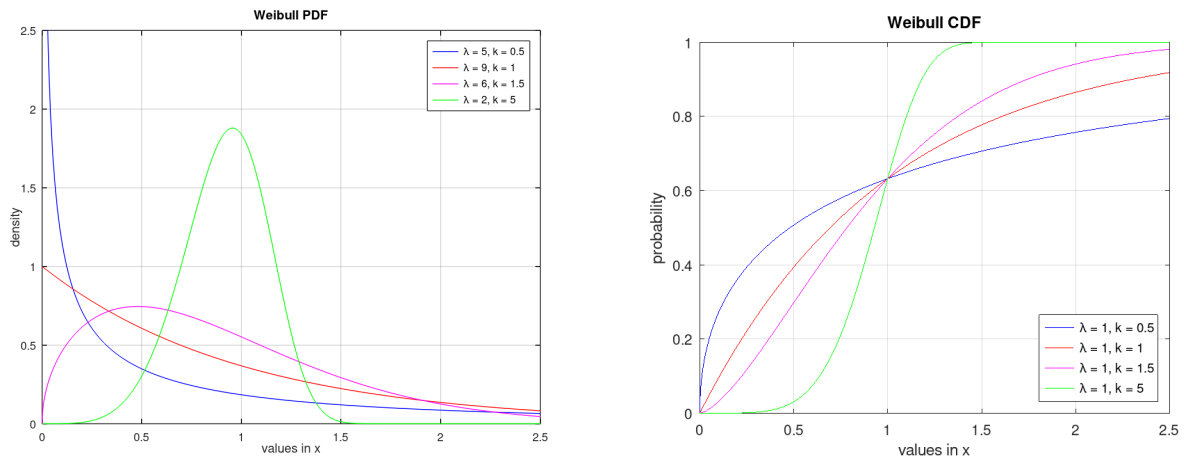 Weibull PDF
2.5
2
1.5
1
0.5
0
density
λ = 5, k = 0.5
λ = 9, k = 1
λ = 6, k = 1.5
λ = 2, k = 5
0 0.5 1 1.5 2 2.5
values in x
Weibull CDF
1
0.8
0.6
0.4
0.2
0
probability
λ = 1, k = 0.5
λ = 1, k = 1
λ = 1, k = 1.5
λ = 1, k = 5
0 0.5 1 1.5 2 2.5
values in x